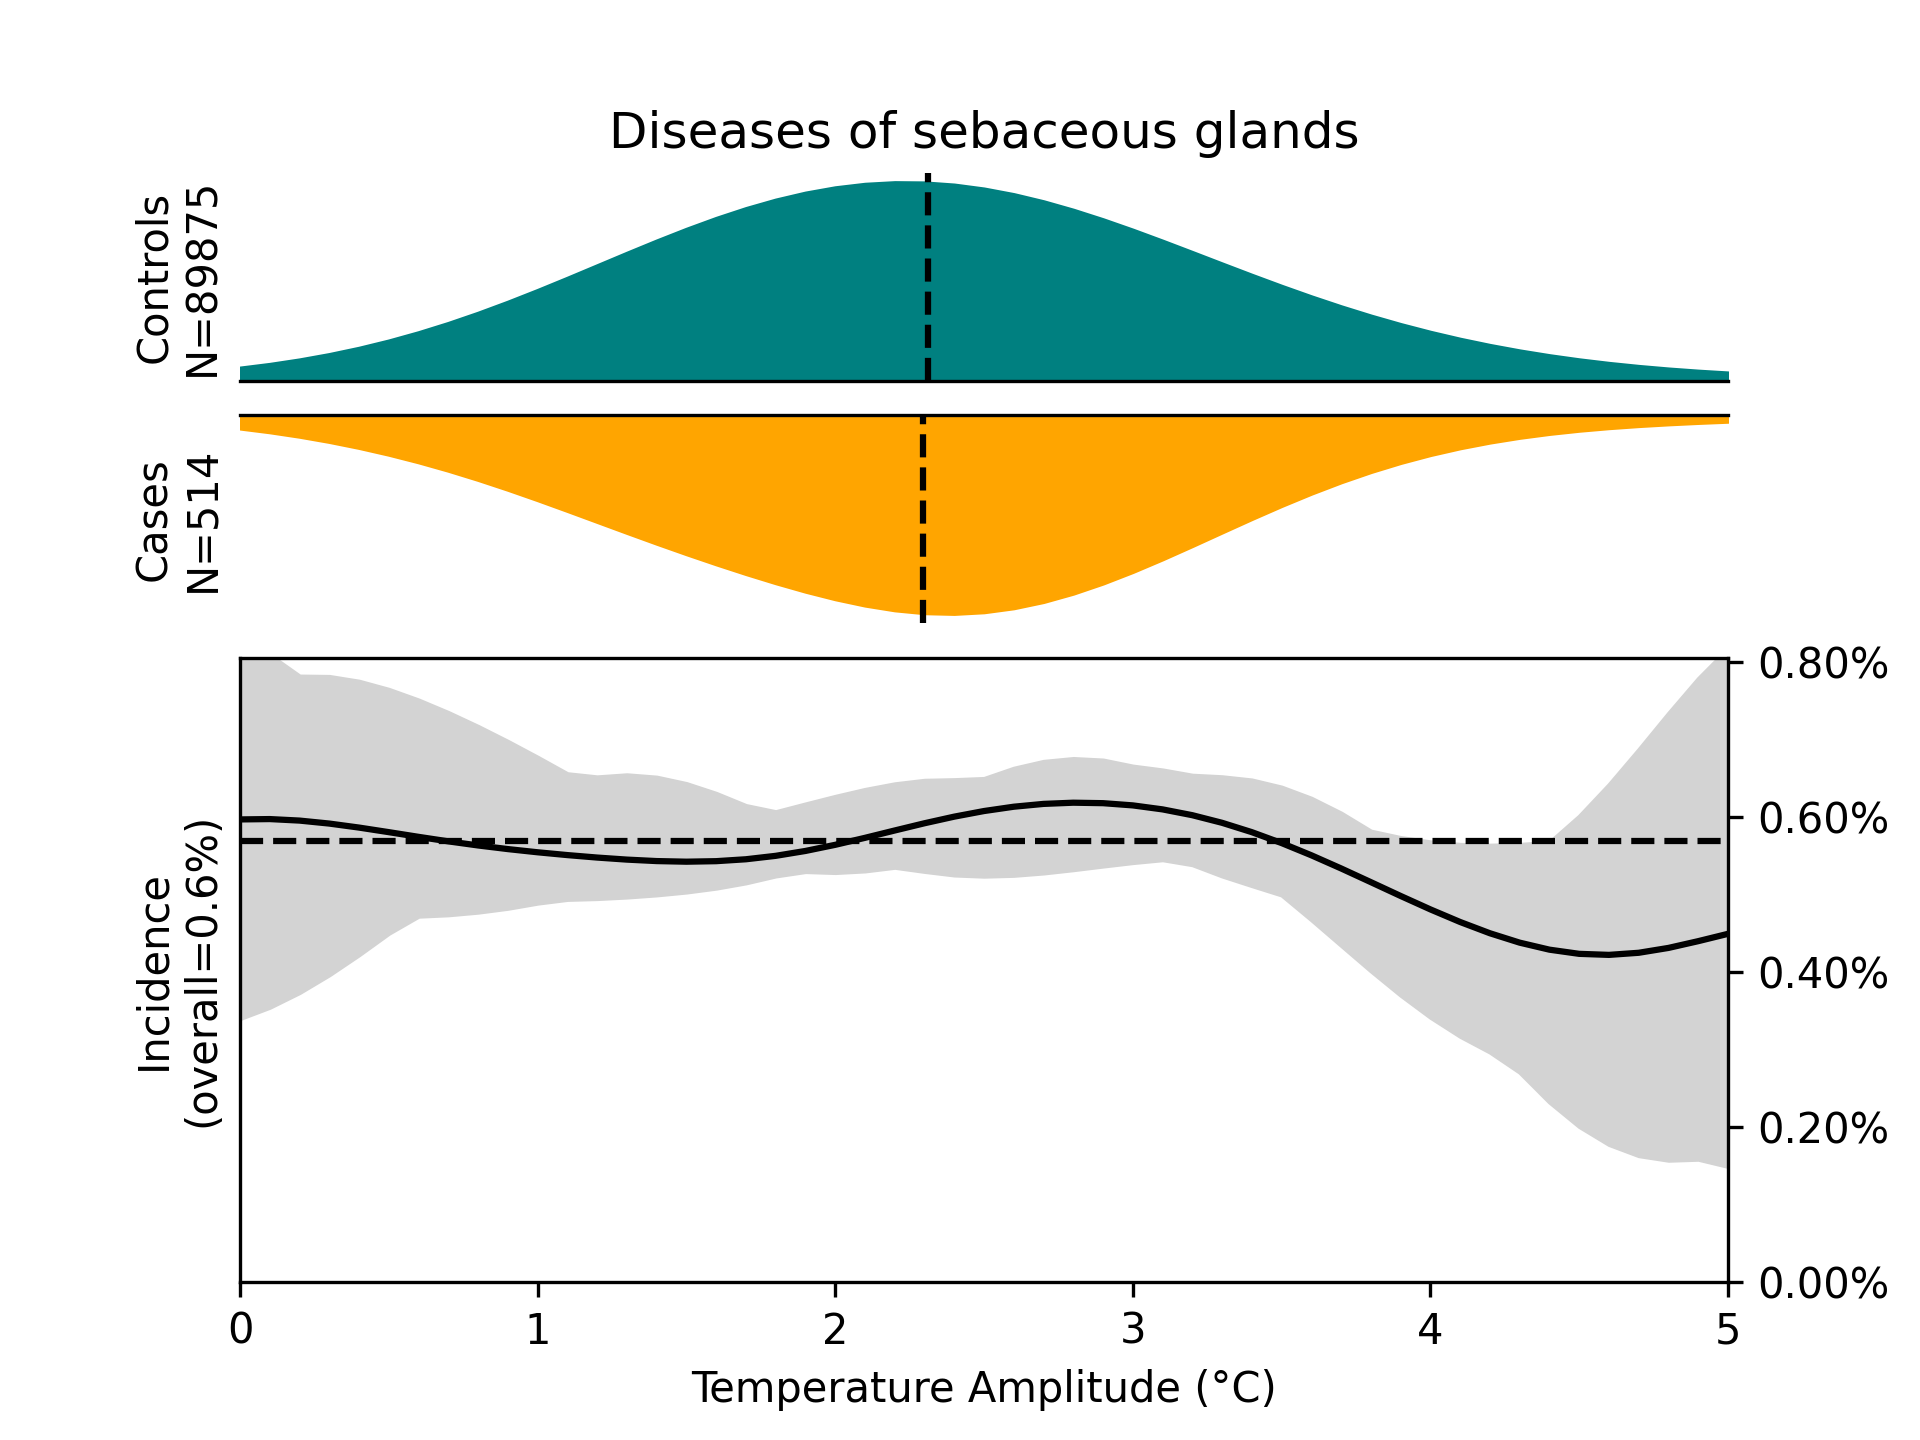 Diseases of sebaceous glands
Controls
N=89875
Cases
N=514
Incidence
(overall=0.6%)
0.80%
0.60%
0.40%
0.20%
0.00%
0 1 2 3 4 5
Temperature Amplitude (°C)